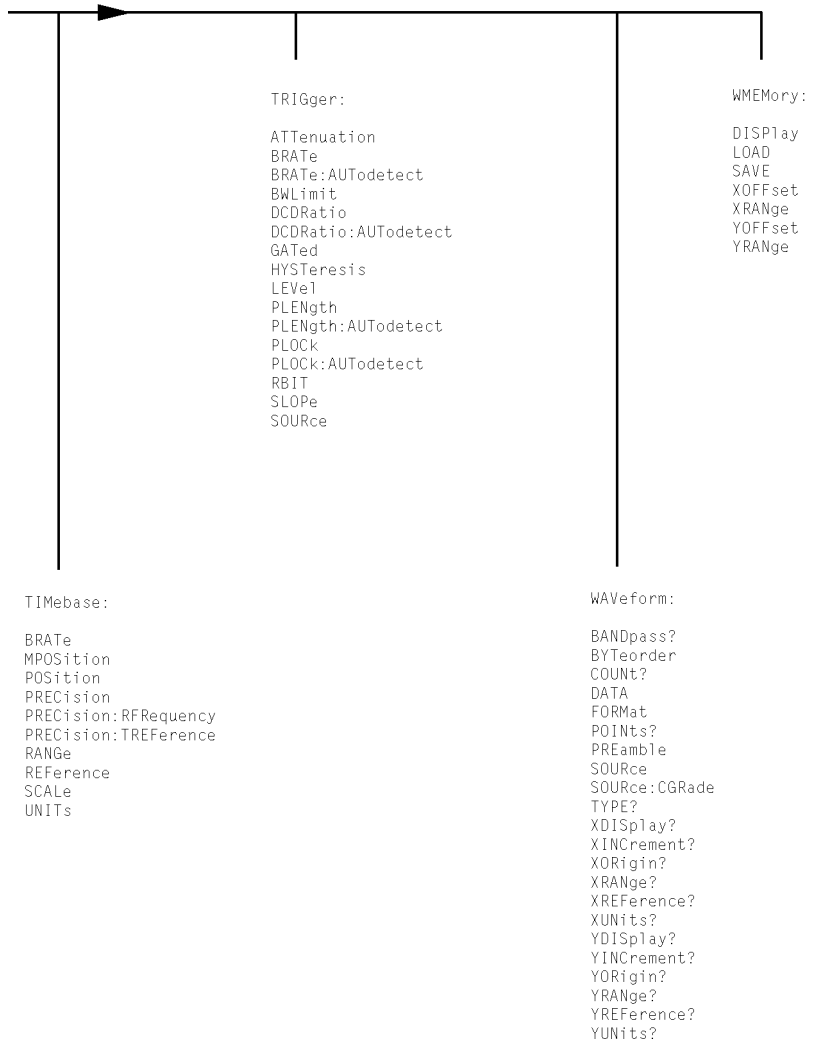 TRIGger:
ATTenuation
BRATe
BRATe:AUTodetect
BWLimit
DCDRatio
DCDRatio:AUTodetect
GATed
HYSTeresis
LEVel
PLENgth
PLENgth:AUTodetect
PLOCk
PLOCk:AUTodetect
RBIT
SLOPe
SOURce
WMEMory:
DISPlay
LOAD
SAVE
XOFFset
XRANge
YOFFset
YRANge
TIMebase:
BRATe
MPOSition
POSition
PRECision
PRECision:RFRequency
PRECision:TREFerence
RANGe
REFerence
SCALe
UNITs
WAVeform:
BANDpass?
BYTeorder
COUNt?
DATA
FORMat
POINts?
PREamble
SOURce
SOURce:CGRade
TYPE?
XDISplay?
XINCrement?
XORigin?
XRANge?
XREFerence?
XUNits?
YDISplay?
YINCrement?
YORigin?
YRANge?
YREFerence?
YUNits?